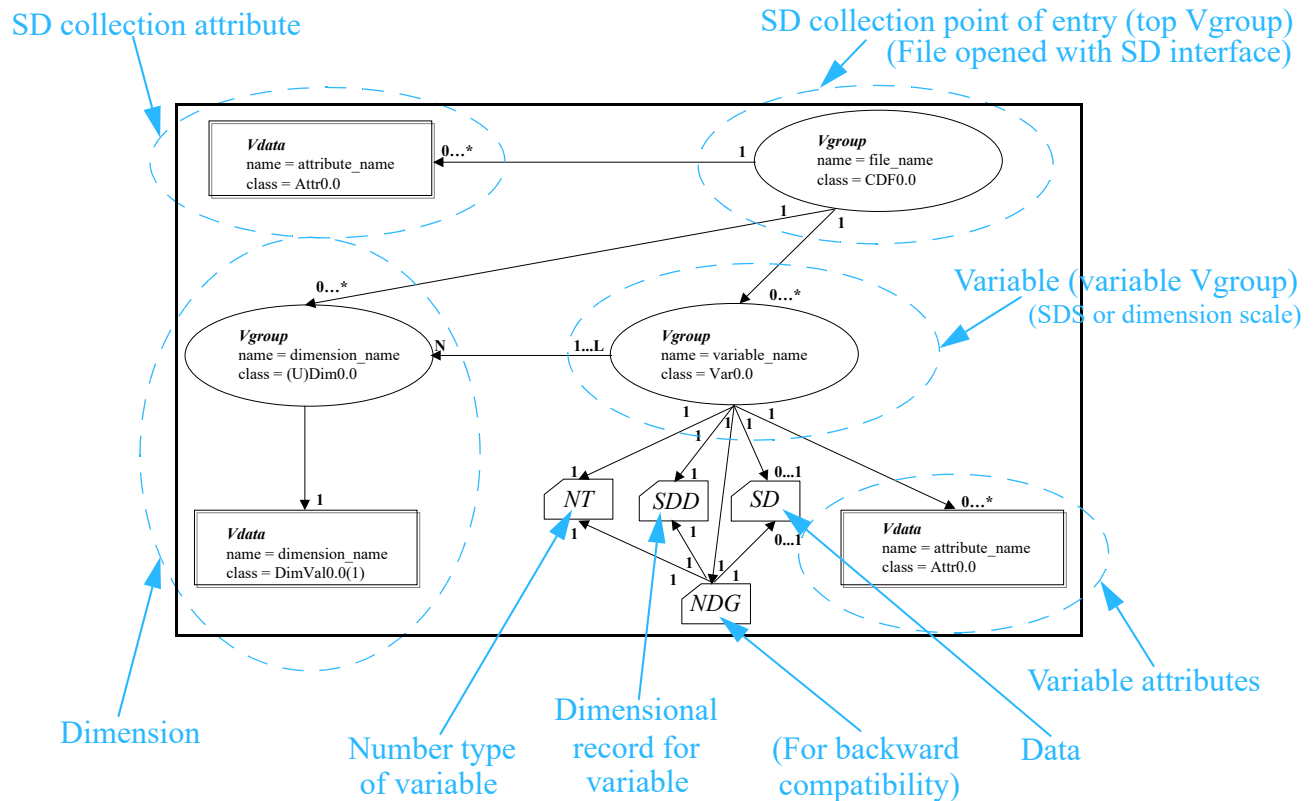 SD collection attribute
SD collection point of entry (top Vgroup)
(File opened with SD interface)
Vdata
name = attribute_name
class = Attr0.0
0…*
1
Vgroup
name = file_name
class = CDF0.0
1
1
0…*
0…*
Variable (variable Vgroup)
(SDS or dimension scale)
Vgroup
name = dimension_name
class = (U)Dim0.0
N
1...L
Vgroup
name = variable_name
class = Var0.0
1
1
1
1
1
1
1
0...1
0…*
1
NT
SDD
SD
Vdata
name = dimension_name
class = DimVal0.0(1)
Vdata
name = attribute_name
class = Attr0.0
1
1
0...1
1
1
1
1
NDG
Dimension
Number type
of variable
Dimensional
record for
variable
(For backward
compatibility)
Data
Variable attributes